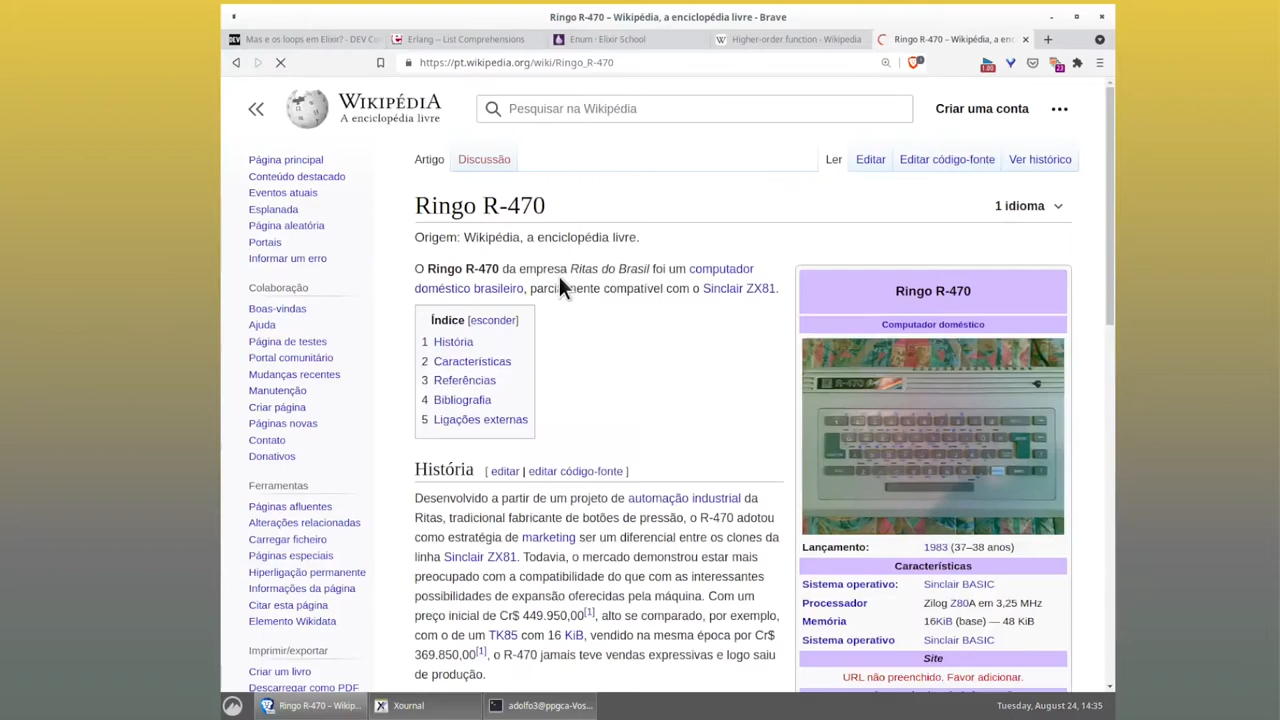 Ringo R-470 – Wikipédia, a enciclopédia livre - Brave
Mas e os loops em Elixir? - DEV Co
Erlang -- List Comprehensions
Enum · Elixir School
Higher-order function - Wikipedia
Ringo R-470 – Wikipédia, a enc
https://pt.wikipedia.org/wiki/Ringo_R-470
1.00
23
WIKIPÉDIA
A enciclopédia livre
Pesquisar na Wikipédia
Criar uma conta
Artigo
Discussão
Ler
Editar
Editar código-fonte
Ver histórico
Página principal
Conteúdo destacado
Eventos atuais
Esplanada
Página aleatória
Portais
Informar um erro
Colaboração
Boas-vindas
Ajuda
Página de testes
Portal comunitário
Mudanças recentes
Manutenção
Criar página
Páginas novas
Contato
Donativos
Ferramentas
Páginas afluentes
Alterações relacionadas
Carregar ficheiro
Páginas especiais
Hiperligação permanente
Informações da página
Citar esta página
Elemento Wikidata
Imprimir/exportar
Criar um livro
Descarregar como PDF
Ringo R-470
1 idioma
Origem: Wikipédia, a enciclopédia livre.
O Ringo R-470 da empresa Ritas do Brasil foi um computador
doméstico brasileiro, parcialmente compatível com o Sinclair ZX81.
Índice [esconder]
1 História
2 Características
3 Referências
4 Bibliografia
5 Ligações externas
História [ editar | editar código-fonte ]
Desenvolvido a partir de um projeto de automação industrial da
Ritas, tradicional fabricante de botões de pressão, o R-470 adotou
como estratégia de marketing ser um diferencial entre os clones da
linha Sinclair ZX81. Todavia, o mercado demonstrou estar mais
preocupado com a compatibilidade do que com as interessantes
possibilidades de expansão oferecidas pela máquina. Com um
preço inicial de Cr$ 449.950,00[1], alto se comparado, por exemplo,
com o de um TK85 com 16 KiB, vendido na mesma época por Cr$
369.850,00[1], o R-470 jamais teve vendas expressivas e logo saiu
de produção.
Ringo R-470
Computador doméstico
R-470
Lançamento: 1983 (37–38 anos)
Características
Sistema operativo: Sinclair BASIC
Processador Zilog Z80A em 3,25 MHz
Memória 16KiB (base) — 48 KiB
Sistema operativo Sinclair BASIC
Site
URL não preenchido. Favor adicionar.
Ringo R-470 – Wikip...
Xournal
adolfo3@ppgca-Vos...
Tuesday, August 24, 14:35